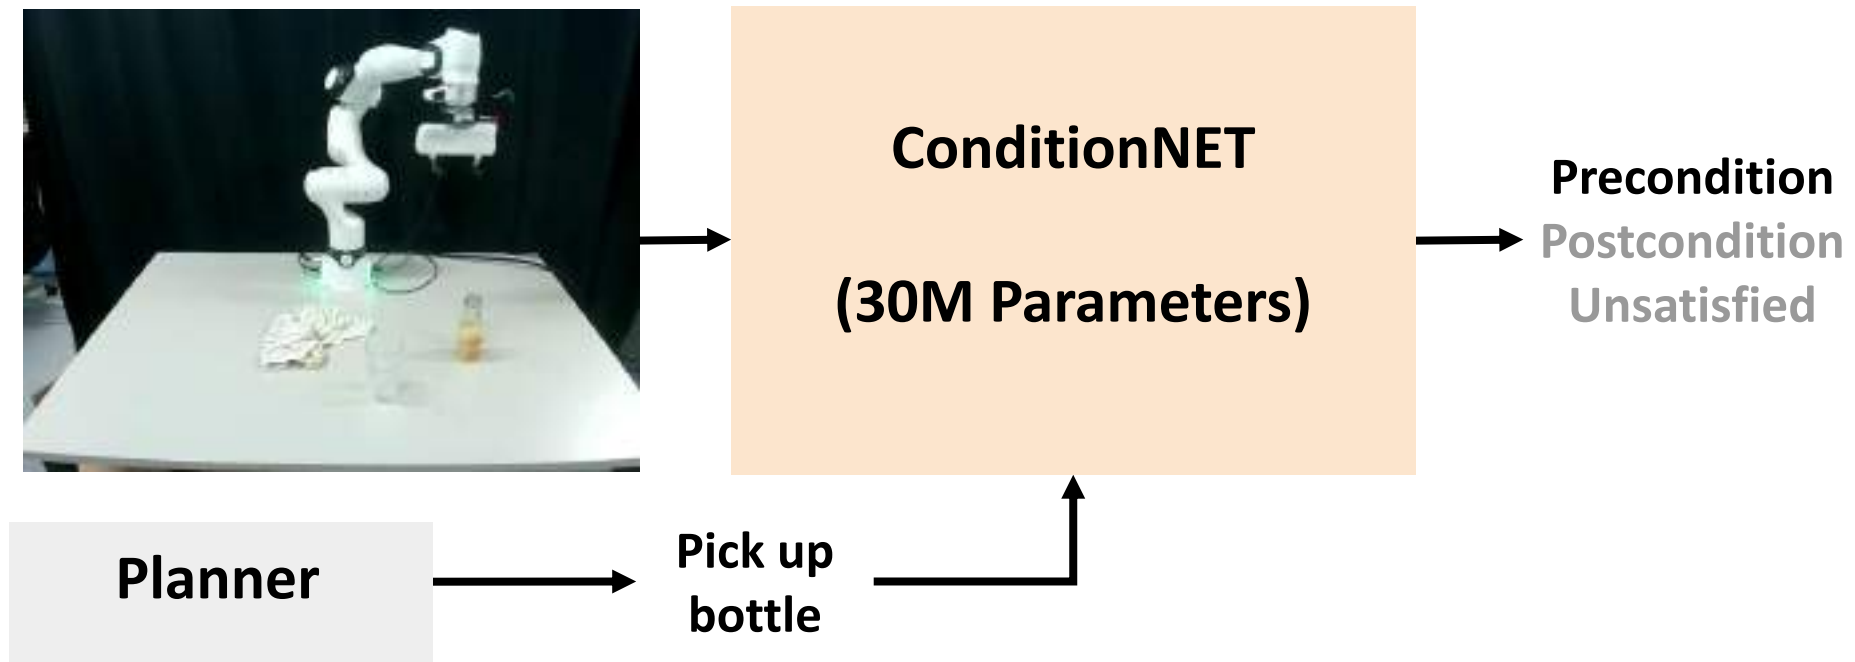 ConditionNET
(30M Parameters)
Precondition
Postcondition
Unsatisfied
Planner
Pick up
bottle